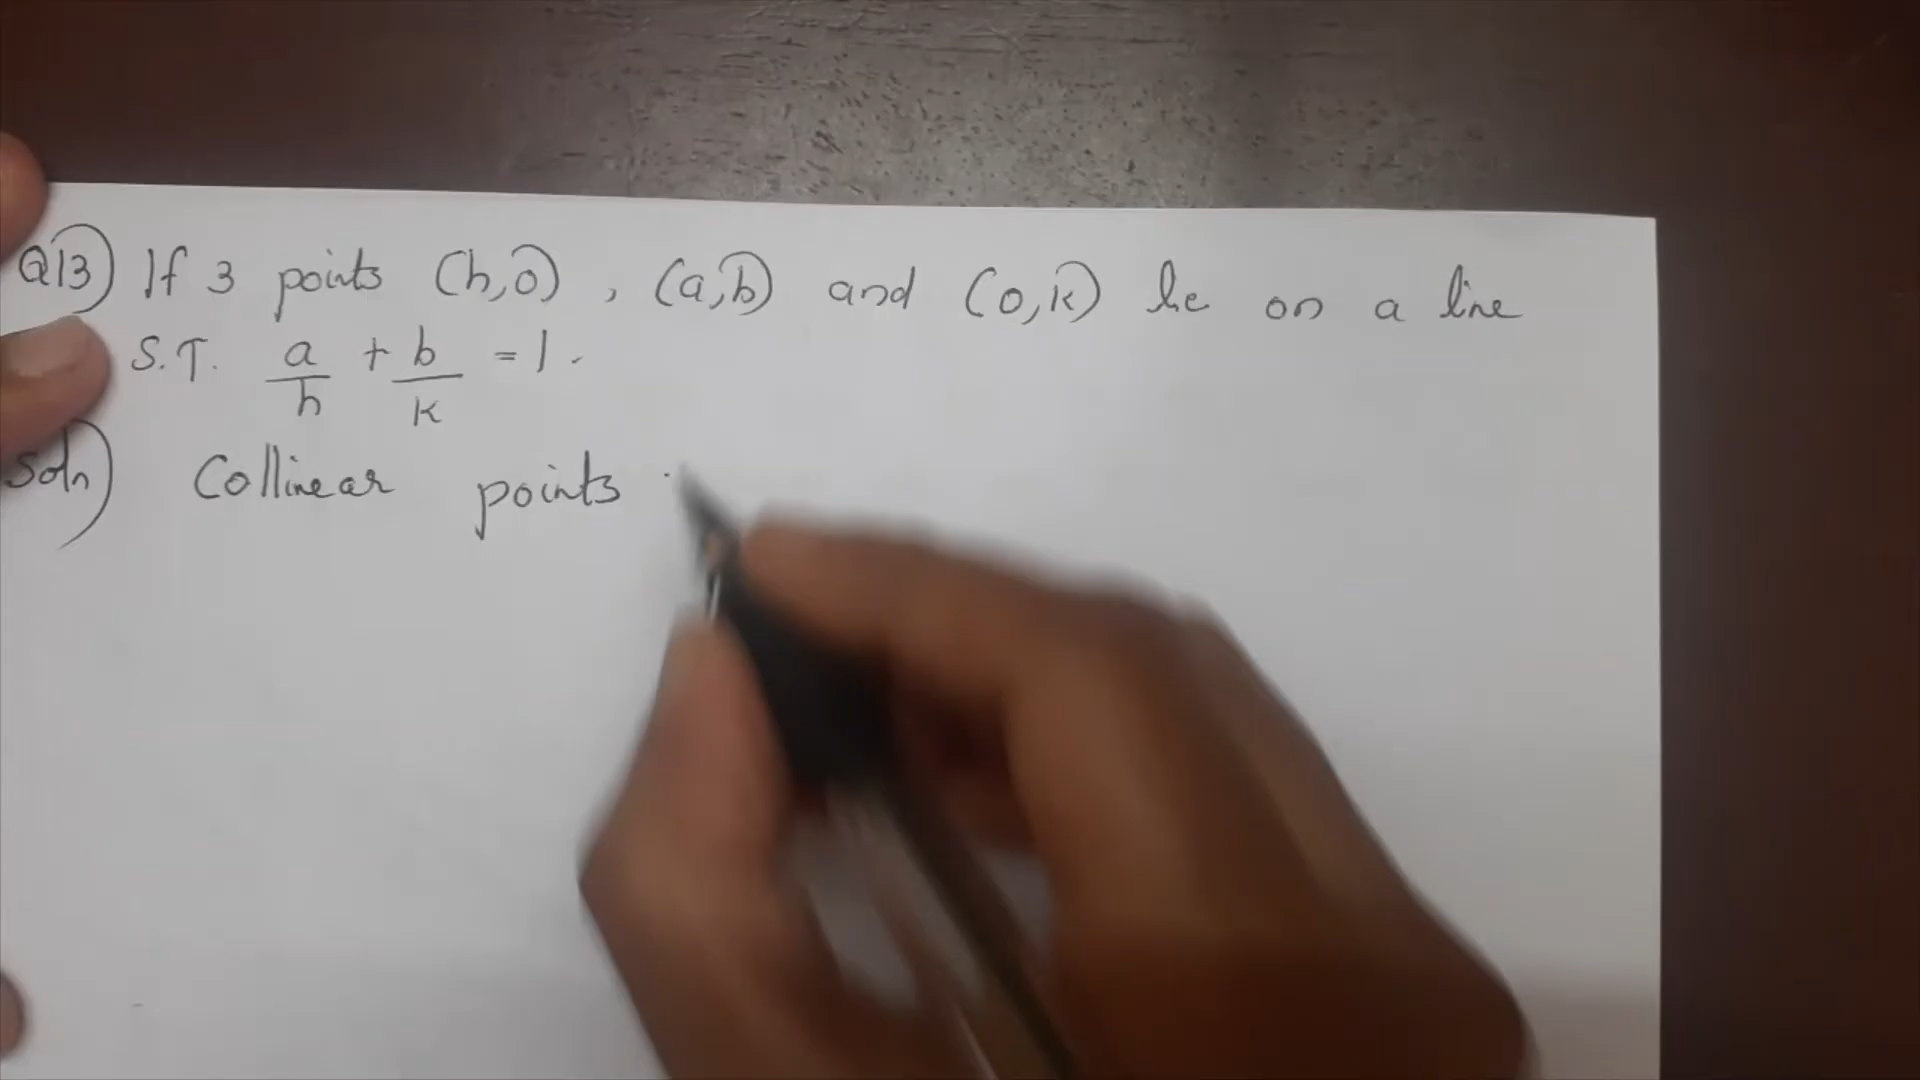 Q13) If 3 points (h,0), (a,b) and (0,k) lie on a line
S.T. a/h + b/k = 1.
Soln) Collinear points